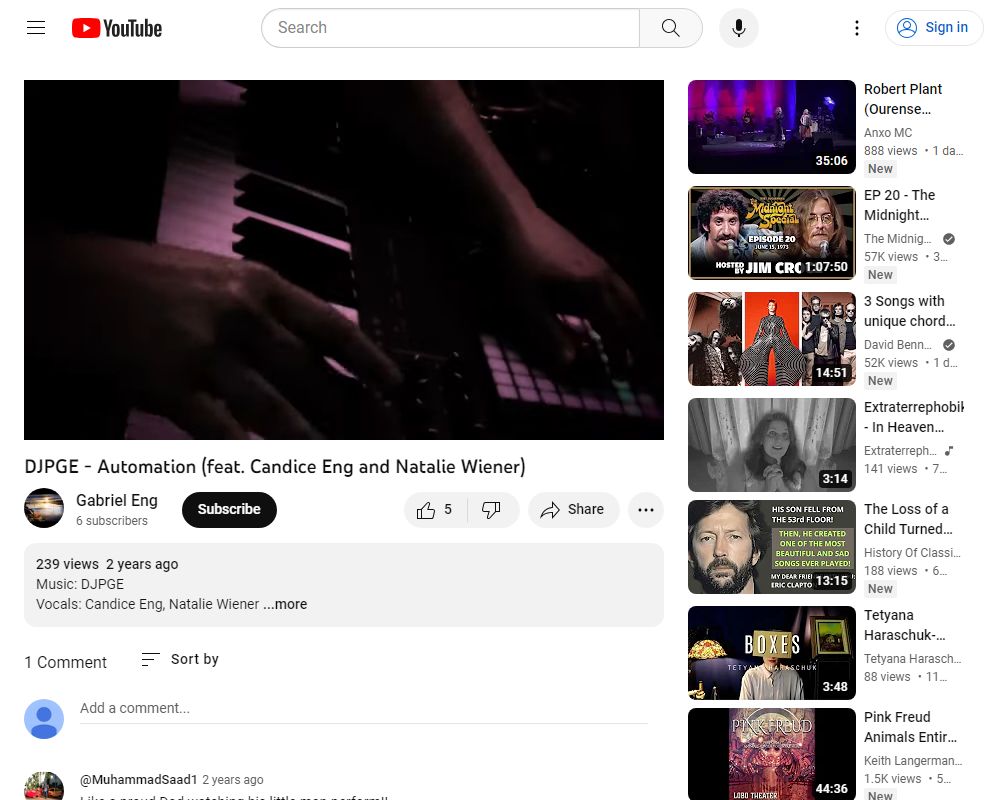 YouTube
Search
Sign in
DJPGE - Automation (feat. Candice Eng and Natalie Wiener)
Gabriel Eng
6 subscribers
Subscribe
5
Share
239 views 2 years ago
Music: DJPGE
Vocals: Candice Eng, Natalie Wiener ...more
1 Comment
Sort by
Add a comment...
@MuhammadSaad1 2 years ago
35:06
Robert Plant
(Ourense...
Anxo MC
888 views • 1 da...
New
Midnight
Special
EPISODE 20
JUNE 15, 1973
HOSTED BY JIM CRO
1:07:50
EP 20 - The
Midnight...
The Midnig...
57K views • 3...
New
14:51
3 Songs with
unique chord...
David Benn...
52K views • 1 d...
New
3:14
Extraterrephobik
- In Heaven...
Extraterreph...
141 views • 7...
HIS SON FELL FROM
THE 53rd FLOOR!
THEN, HE CREATED
ONE OF THE MOST
BEAUTIFUL AND SAD
SONGS EVER PLAYED!
MY DEAR FRIE
ERIC CLAPTO
13:15
The Loss of a
Child Turned...
History Of Classi...
188 views • 6...
New
BOXES
TETYANA HARASCHUK
3:48
Tetyana
Haraschuk-...
Tetyana Harasch...
88 views • 11...
PINK FREUD
LOBO THEATER
44:36
Pink Freud
Animals Entir...
Keith Langerman...
1.5K views • 5...
New